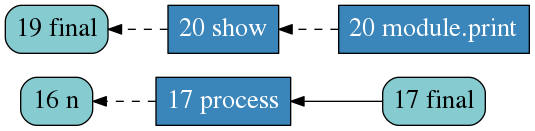 19 final
20 show
20 module.print
16 n
17 process
17 final